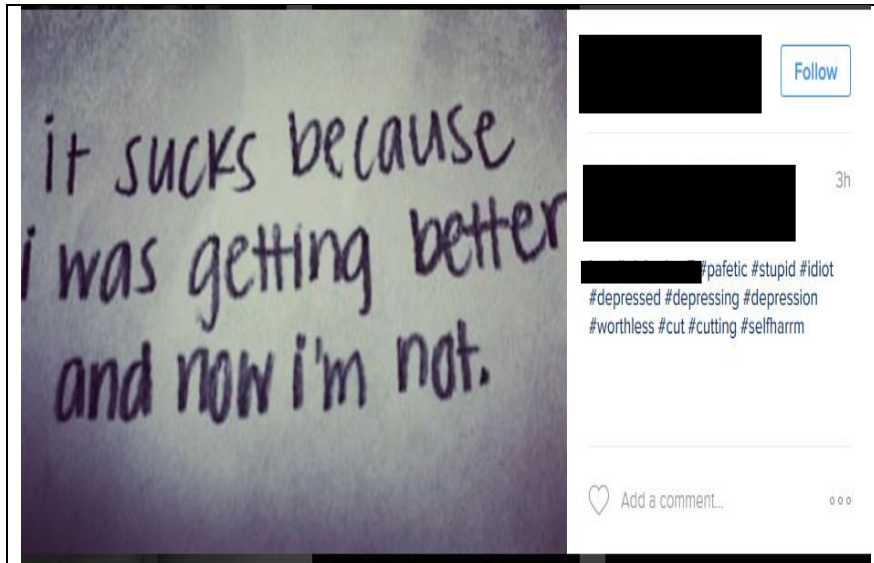 it sucks because
i was getting better
and now i'm not.
Follow
3h
#pafetic #stupid #idiot
#depressed #depressing #depression
#worthless #cut #cutting #selfharrm
Add a comment...